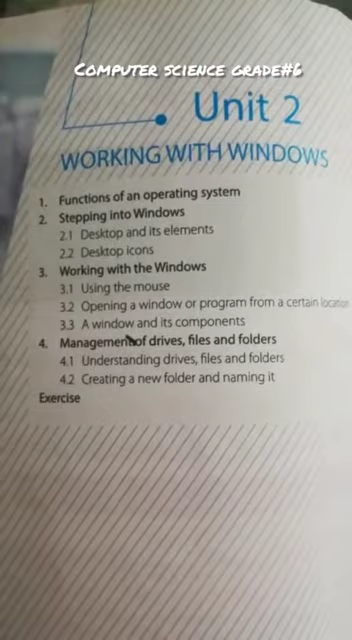 COMPUTER SCIENCE GRADE#6
Unit 2
WORKING WITH WINDOWS
1. Functions of an operating system
2. Stepping into Windows
2.1 Desktop and its elements
2.2 Desktop icons
3. Working with the Windows
3.1 Using the mouse
3.2 Opening a window or program from a certain location
3.3 A window and its components
4. Management of drives, files and folders
4.1 Understanding drives, files and folders
4.2 Creating a new folder and naming it
Exercise